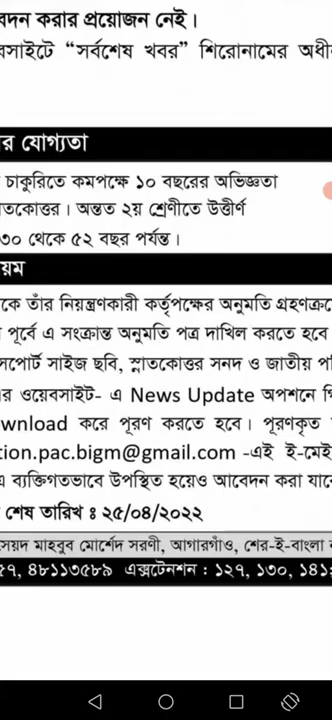 বেদন করার প্রয়োজন নেই।
বসাইটে “সর্বশেষ খবর” শিরোনামের অধী
র যোগ্যতা
চাকুরিতে কমপক্ষে ১০ বছরের অভিজ্ঞতা
াতকোত্তর। অন্তত ২য় শ্রেণীতে উত্তীর্ণ
৩০ থেকে ৫২ বছর পর্যন্ত।
য়ম
কে তাঁর নিয়ন্ত্রণকারী কর্তৃপক্ষের অনুমতি গ্রহণক্রে
পূর্বে এ সংক্রান্ত অনুমতি পত্র দাখিল করতে হবে
সপোর্ট সাইজ ছবি, স্নাতকোত্তর সনদ ও জাতীয় পি
র ওয়েবসাইট- এ News Update অপশনে গি
wnload করে পূরণ করতে হবে। পূরণকৃত
tion.pac.bigm@gmail.com -এই ই-মেই
এ ব্যক্তিগতভাবে উপস্থিত হয়েও আবেদন করা যাবে
শেষ তারিখ ঃ ২৫/০৪/২০২২
সৈয়দ মাহবুব মোর্শেদ সরণী, আগারগাঁও, শের-ই-বাংলা ন
৫৭, ৪৮১১৩৫৮৯ এক্সটেনশন : ১২৭, ১৩০, ১৪১